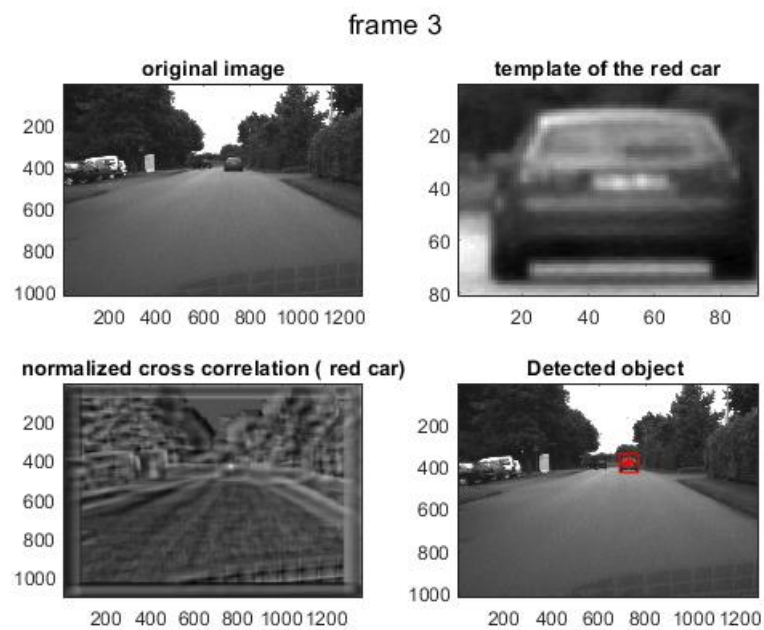 frame 3
original image
200
400
600
800
1000
200 400 600 800 1000 1200
template of the red car
20
40
60
80
20 40 60 80
normalized cross correlation ( red car)
200
400
600
800
1000
200 400 600 800 1000 1200
Detected object
200
400
600
800
1000
200 400 600 800 1000 1200